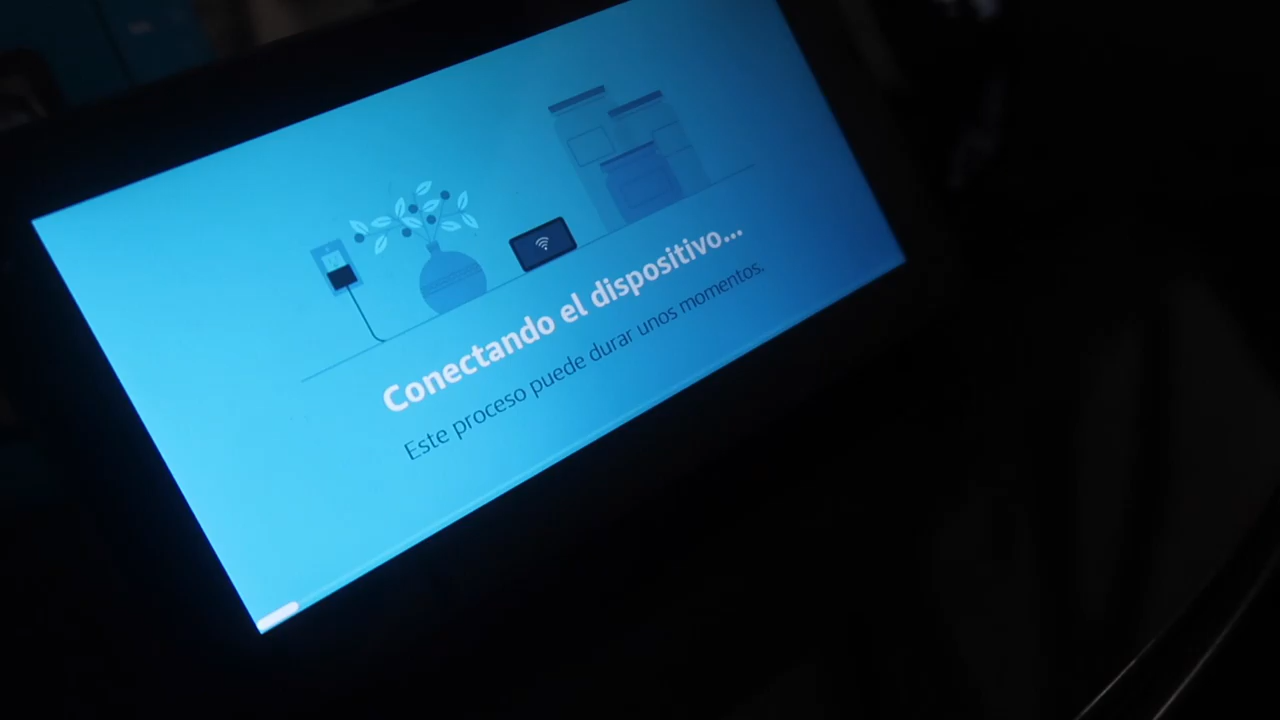 Conectando el dispositivo...
Este proceso puede durar unos momentos.